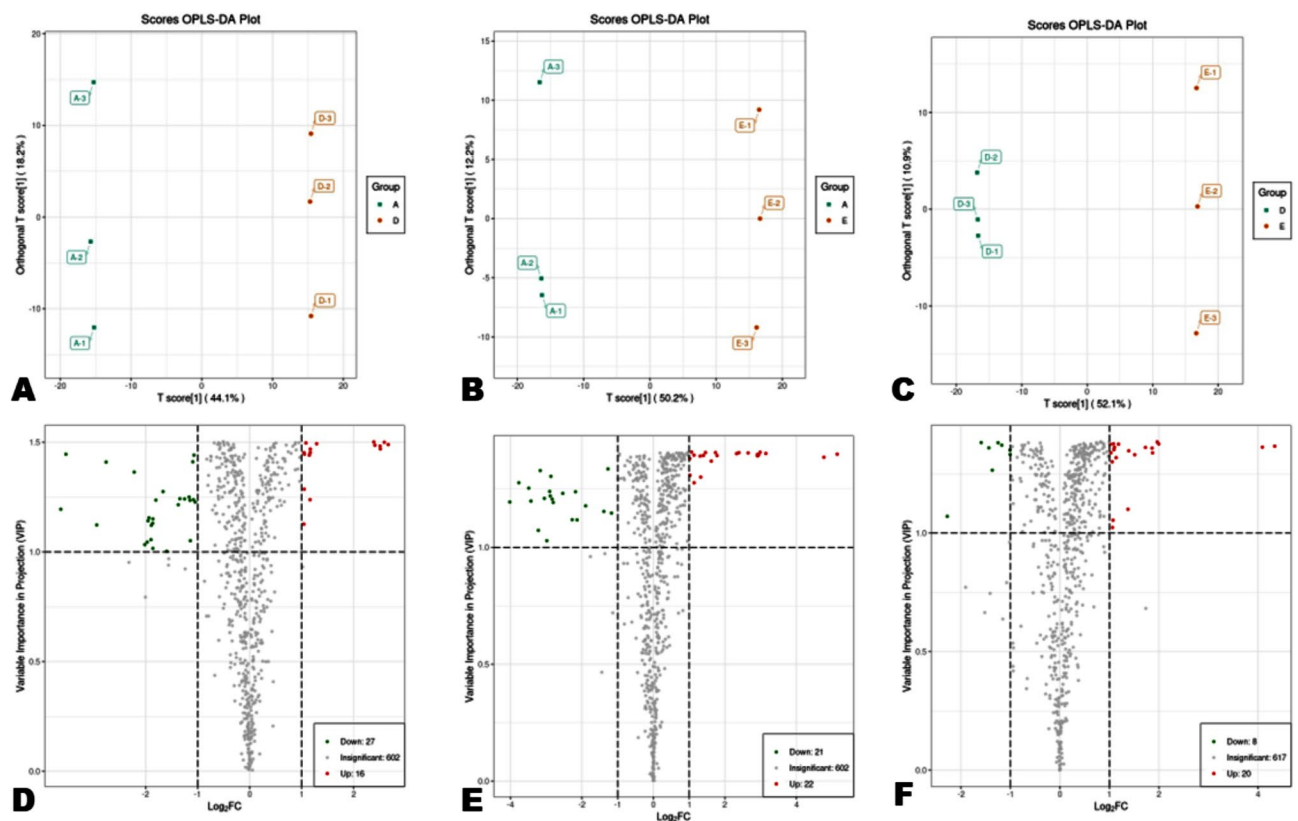 Scores OPLS-DA Plot
Orthogonal T score[1] ( 18.2% )
20
10
0
-10
A-3
A-2
A-1
D-3
D-2
D-1
Group
A
D
-20
-10
0
10
20
T score[1] ( 44.1% )
A
Scores OPLS-DA Plot
Orthogonal T score[1] ( 12.2% )
15
10
5
0
-5
-10
A-3
E-1
E-2
A-2
A-1
E-3
Group
A
E
-20
-10
0
10
20
T score[1] ( 50.2% )
B
Scores OPLS-DA Plot
Orthogonal T score[1] ( 10.9% )
10
0
-10
E-1
D-2
D-3
E-2
D-1
E-3
Group
D
E
-20
-10
0
10
20
T score[1] ( 52.1% )
C
Variable Importance in Projection (VIP)
1.5
1.0
0.5
0.0
Down: 27
Insignificant: 602
Up: 16
-2
-1
0
1
2
Log2FC
D
Variable Importance in Projection (VIP)
1.0
0.5
0.0
Down: 21
Insignificant: 602
Up: 22
-4
-2
-1
0
1
2
4
Log2FC
E
Variable Importance in Projection (VIP)
1.0
0.5
0.0
Down: 8
Insignificant: 617
Up: 20
-2
-1
0
1
2
4
Log2FC
F